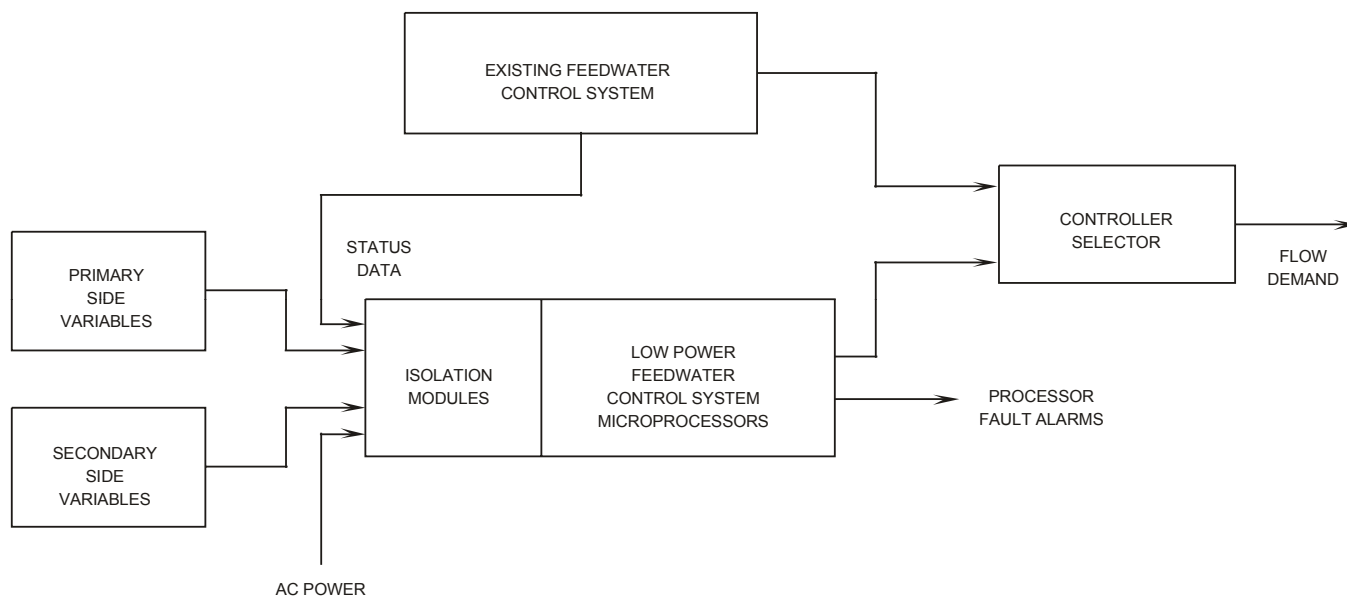 EXISTING FEEDWATER
CONTROL SYSTEM
CONTROLLER
SELECTOR
FLOW
DEMAND
STATUS
DATA
PRIMARY
SIDE
VARIABLES
ISOLATION
MODULES
LOW POWER
FEEDWATER
CONTROL SYSTEM
MICROPROCESSORS
PROCESSOR
FAULT ALARMS
SECONDARY
SIDE
VARIABLES
AC POWER